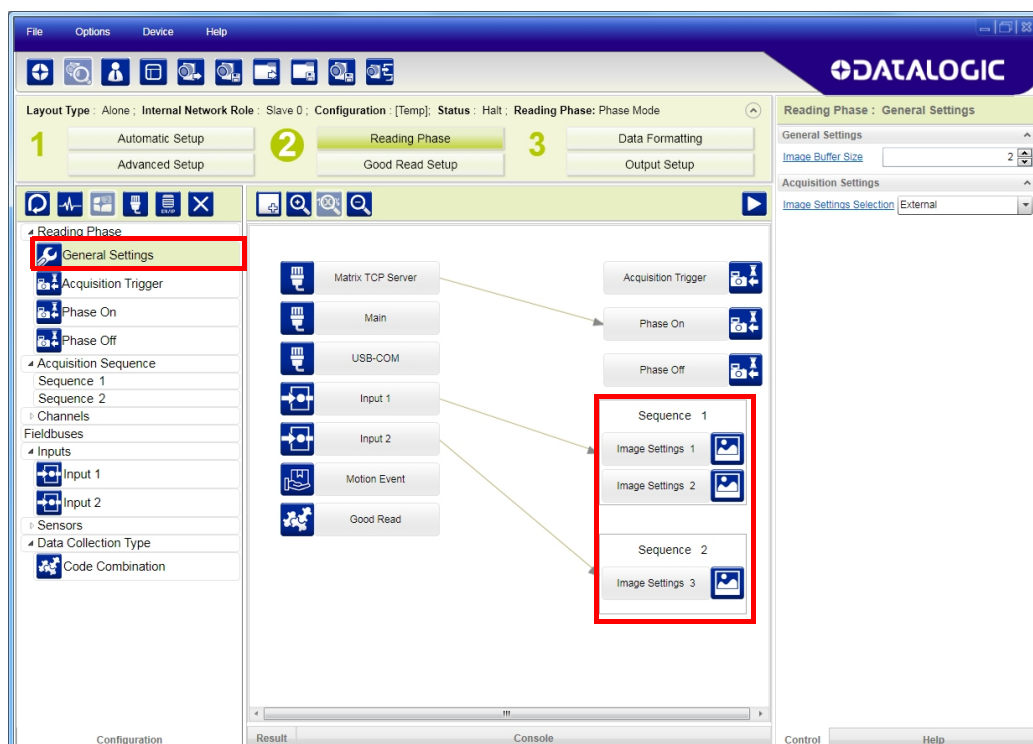 File Options Device Help
DATALOGIC
Layout Type : Alone ; Internal Network Role : Slave 0 ; Configuration : [Temp]; Status : Halt ; Reading Phase: Phase Mode
1 Automatic Setup
Advanced Setup
2 Reading Phase
Good Read Setup
3 Data Formatting
Output Setup
Reading Phase
General Settings
Acquisition Trigger
Phase On
Phase Off
Acquisition Sequence
Sequence 1
Sequence 2
Channels
Fieldbuses
Inputs
Input 1
Input 2
Sensors
Data Collection Type
Code Combination
Configuration
Matrix TCP Server
Main
USB-COM
Input 1
Input 2
Motion Event
Good Read
Acquisition Trigger
Phase On
Phase Off
Sequence 1
Image Settings 1
Image Settings 2
Sequence 2
Image Settings 3
Result Console
Reading Phase : General Settings
General Settings
Image Buffer Size 2
Acquisition Settings
Image Settings Selection External
Control Help